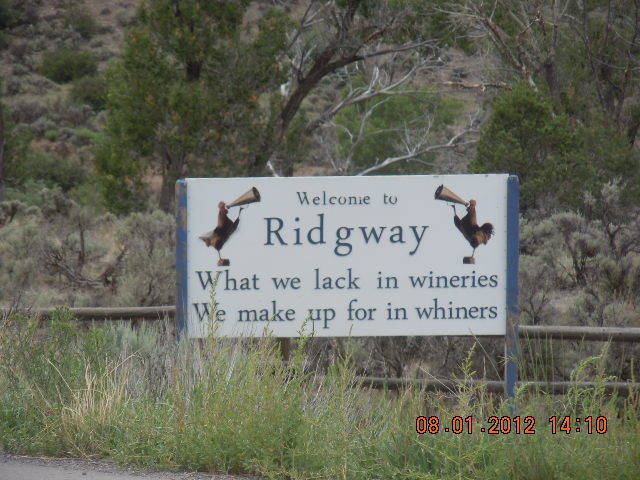 Welcome to
Ridgway
What we lack in wineries
We make up for in whiners
08.01.2012 14:10